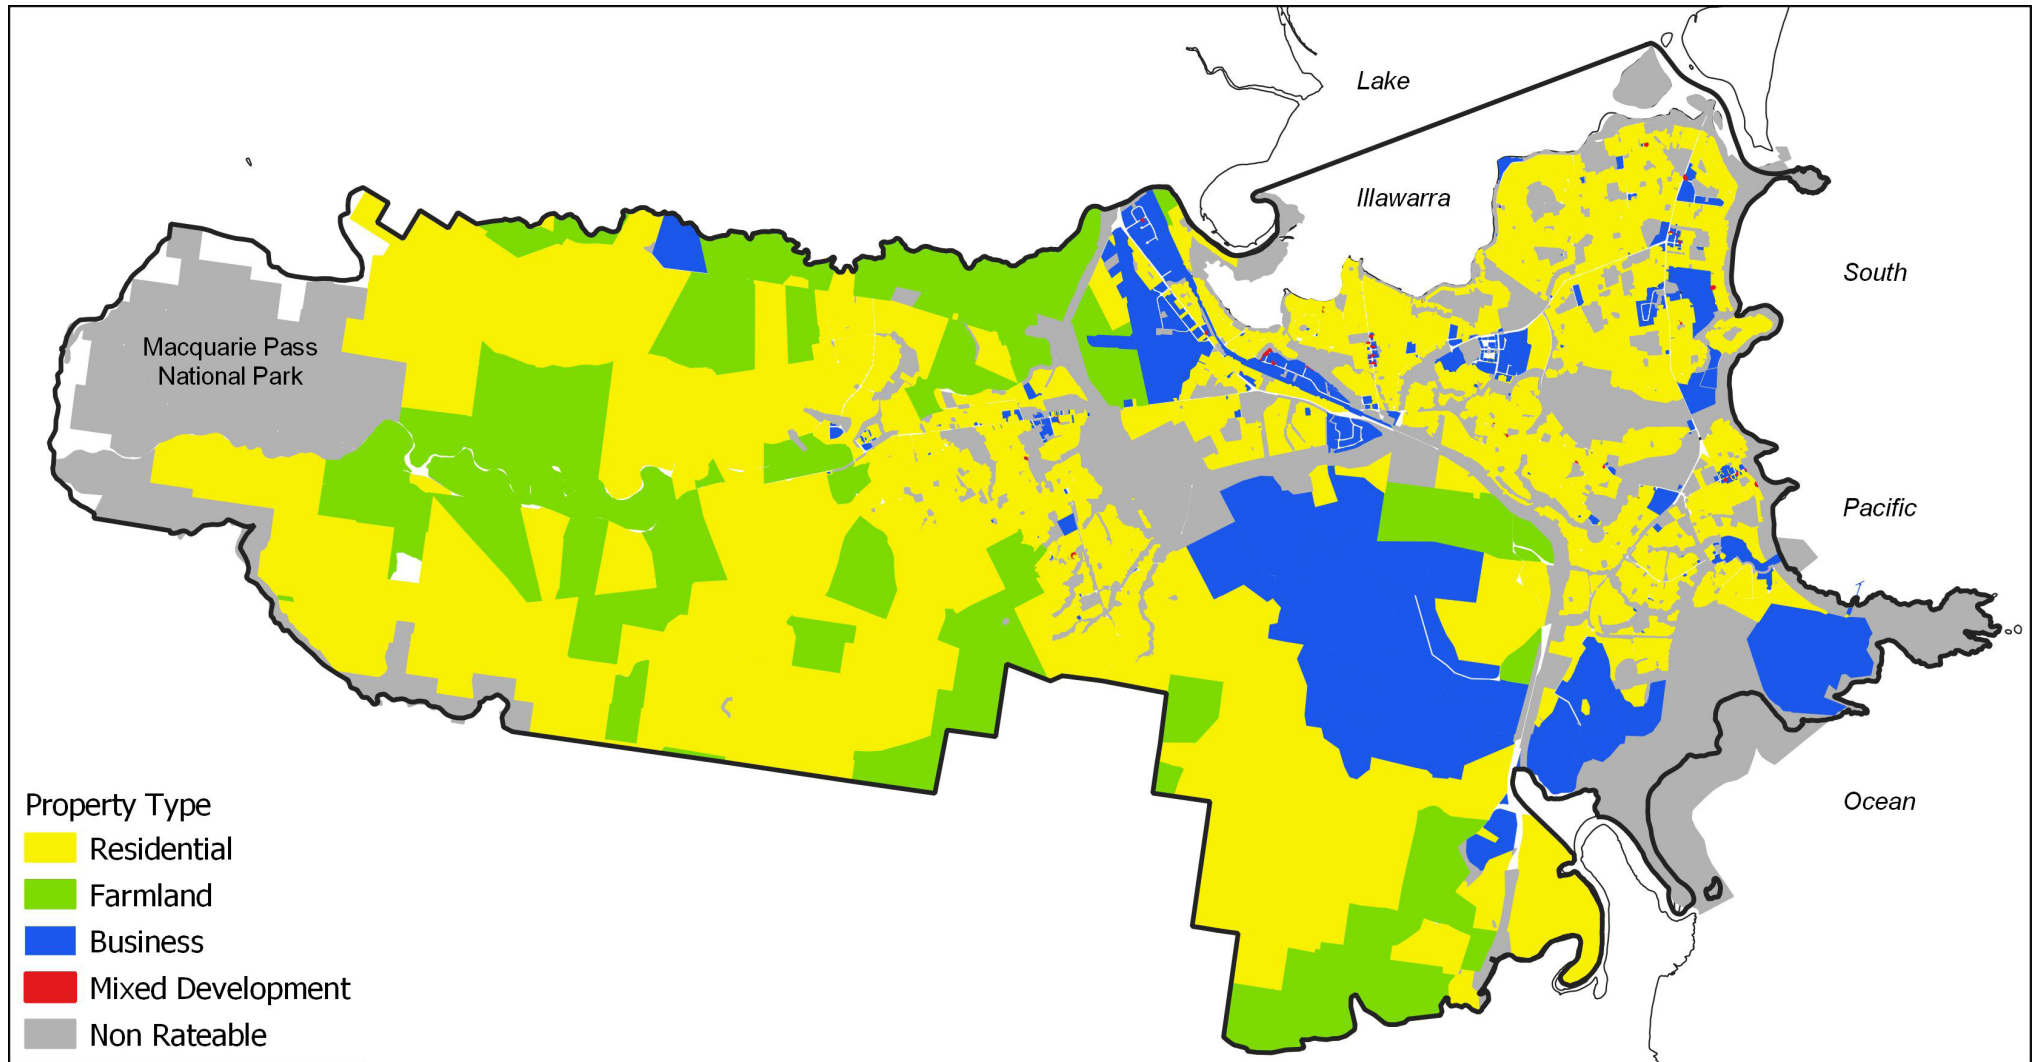 Lake
Illawarra
South
Macquarie Pass
National Park
Pacific
Ocean
Property Type
Residential
Farmland
Business
Mixed Development
Non Rateable